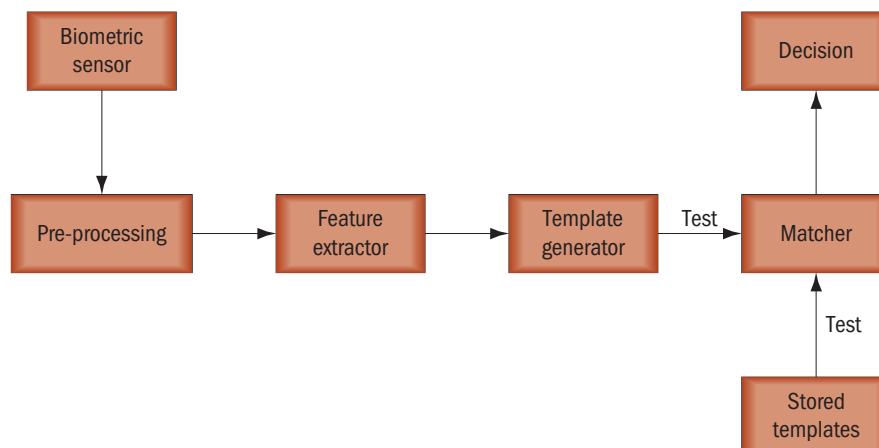 Biometric
sensor
Decision
Pre-processing
Feature
extractor
Template
generator
Test
Matcher
Test
Stored
templates